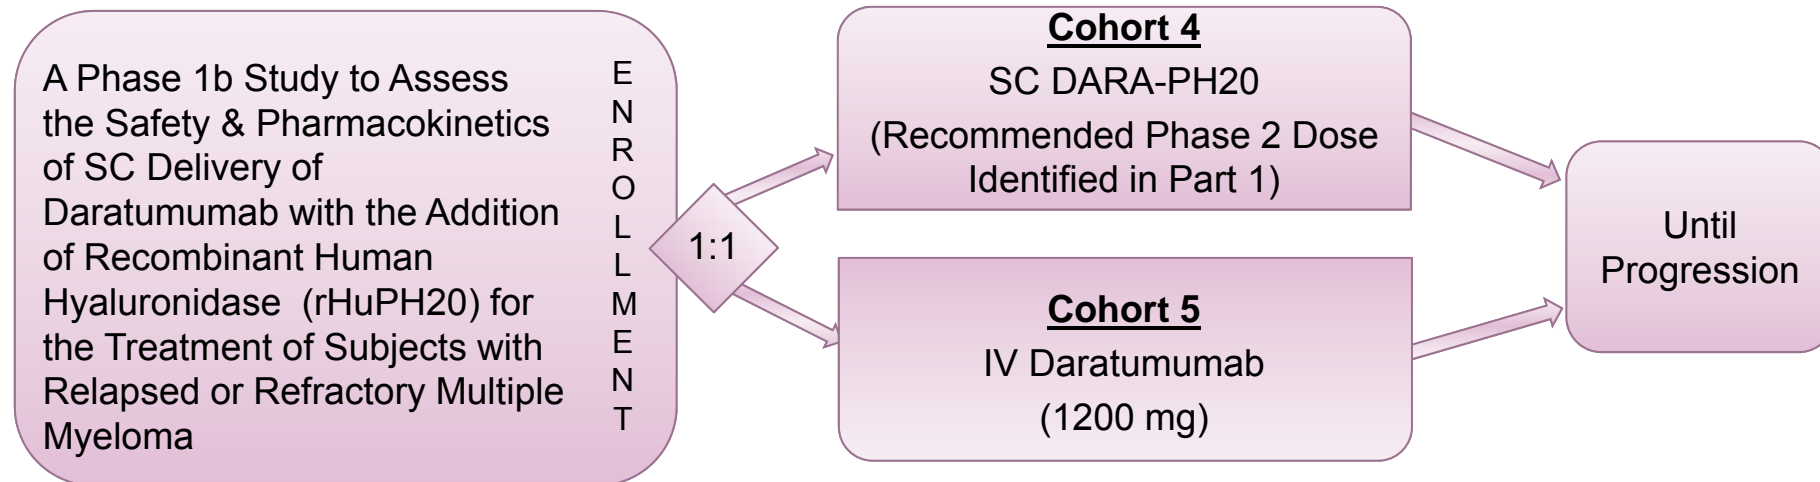 A Phase 1b Study to Assess
the Safety & Pharmacokinetics
of SC Delivery of
Daratumumab with the Addition
of Recombinant Human
Hyaluronidase (rHuPH20) for
the Treatment of Subjects with
Relapsed or Refractory Multiple
Myeloma
E
N
R
O
L
L
M
E
N
T
1:1
Cohort 4
SC DARA-PH20
(Recommended Phase 2 Dose
Identified in Part 1)
Cohort 5
IV Daratumumab
(1200 mg)
Until
Progression